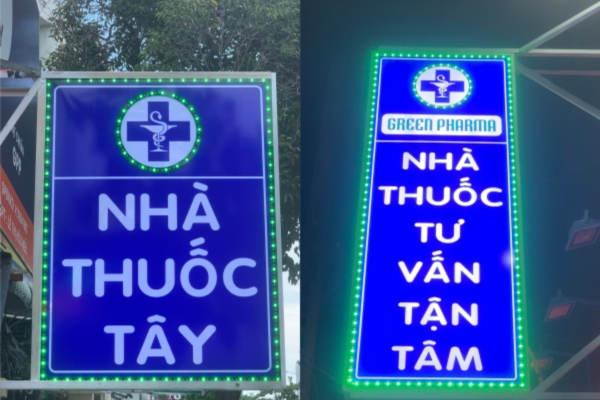 NHÀ
THUỐC
TÂY
GREEN PHARMA
NHÀ
THUỐC
TƯ
VẤN
TẬN
TÂM